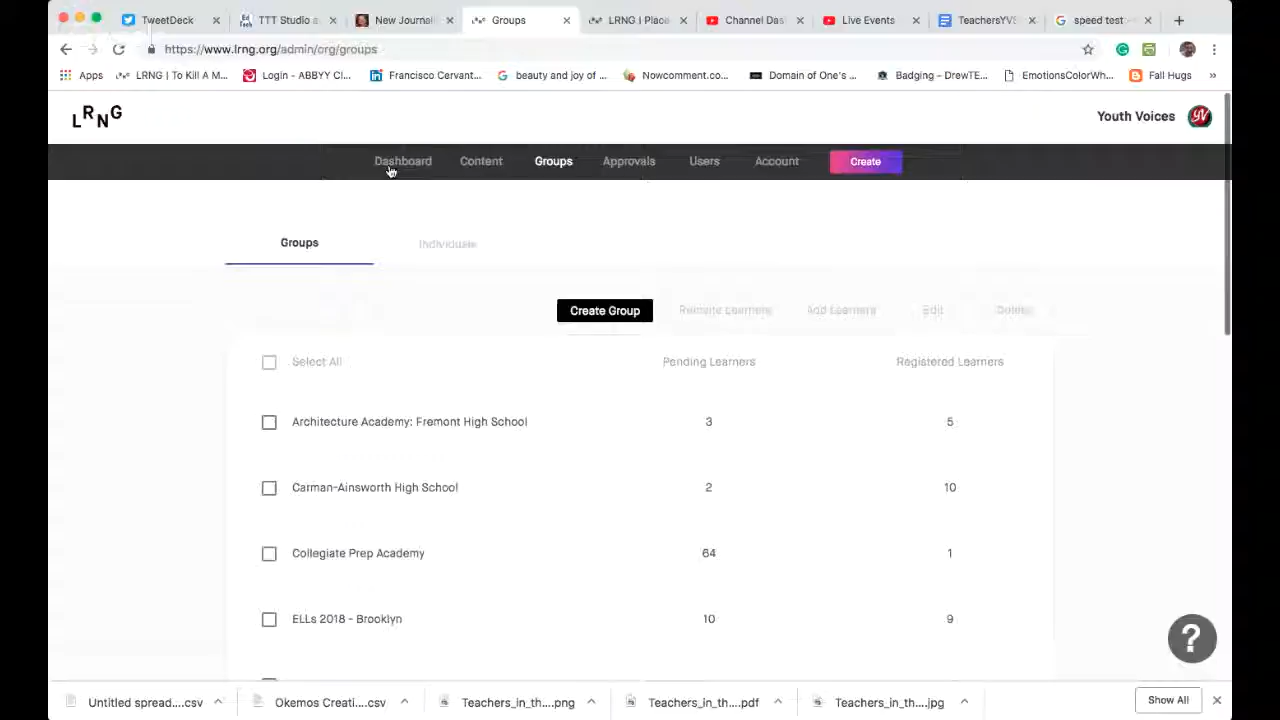 TweetDeck
TTT Studio a
New Journal
Groups
LRNG | Place
Channel Das
Live Events
TeachersYVS
speed test -
https://www.lrng.org/admin/org/groups
Apps
LRNG | To Kill A M...
Login - ABBYY Cl...
Francisco Cervant...
beauty and joy of ...
Nowcomment.co...
Domain of One's ...
Badging – DrewTE...
EmotionsColorWh...
Fall Hugs
»
LRNG
Youth Voices
Dashboard
Content
Groups
Approvals
Users
Account
Create
Groups
Individuals
Create Group
Remove Learners
Add Learners
Edit
Delete
Select All
Pending Learners
Registered Learners
Architecture Academy: Fremont High School
3
5
Carman-Ainsworth High School
2
10
Collegiate Prep Academy
64
1
ELLs 2018 - Brooklyn
10
9
?
Untitled spread....csv
Okemos Creati....csv
Teachers_in_th....png
Teachers_in_th....pdf
Teachers_in_th....jpg
Show All